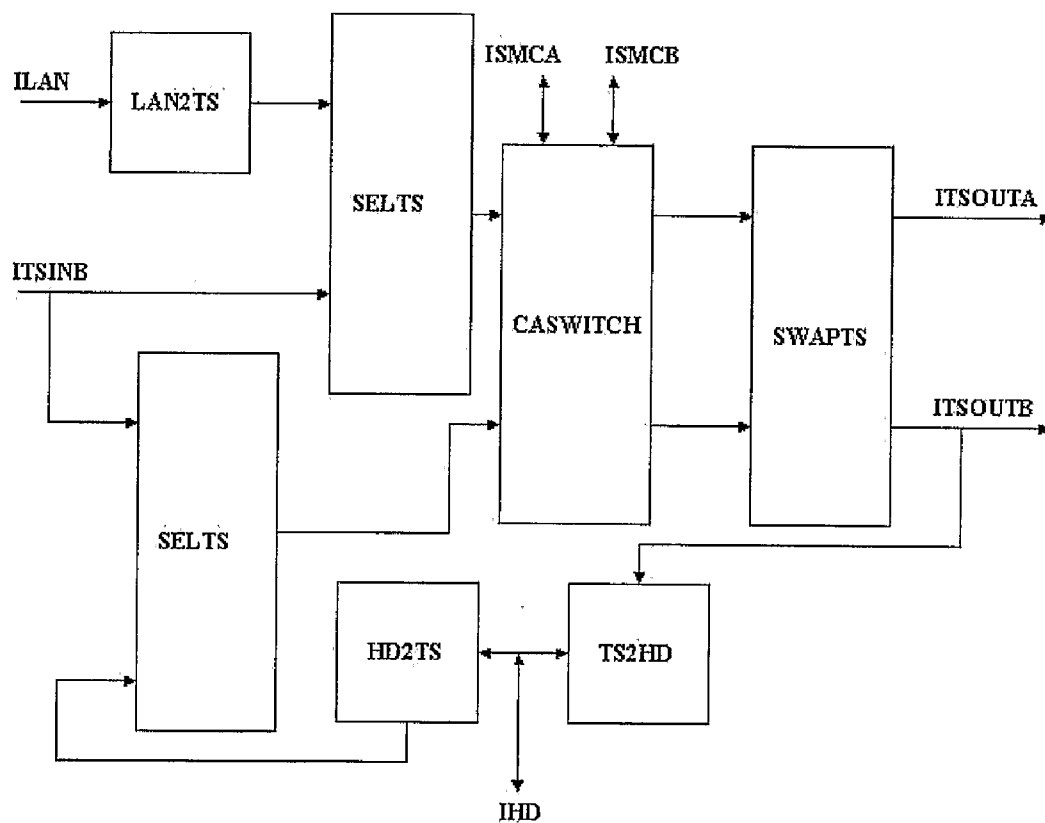 ISMCA
ISMCB
ILAN
LAN2TS
SELTS
ITSOUTA
ITSINB
CASWITCH
SWAPTS
ITSOUTB
SELTS
HD2TS
TS2HD
IHD